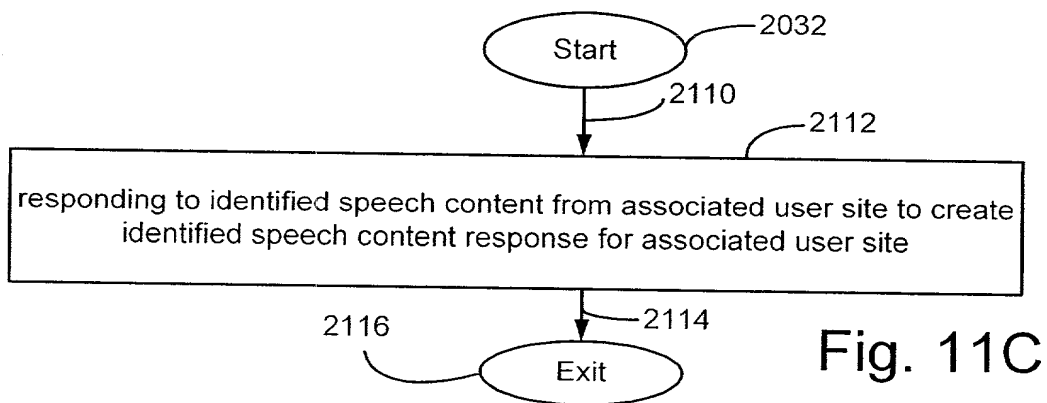 Start
2032
2110
2112
responding to identified speech content from associated user site to create
identified speech content response for associated user site
2114
2116
Exit
Fig. 11C